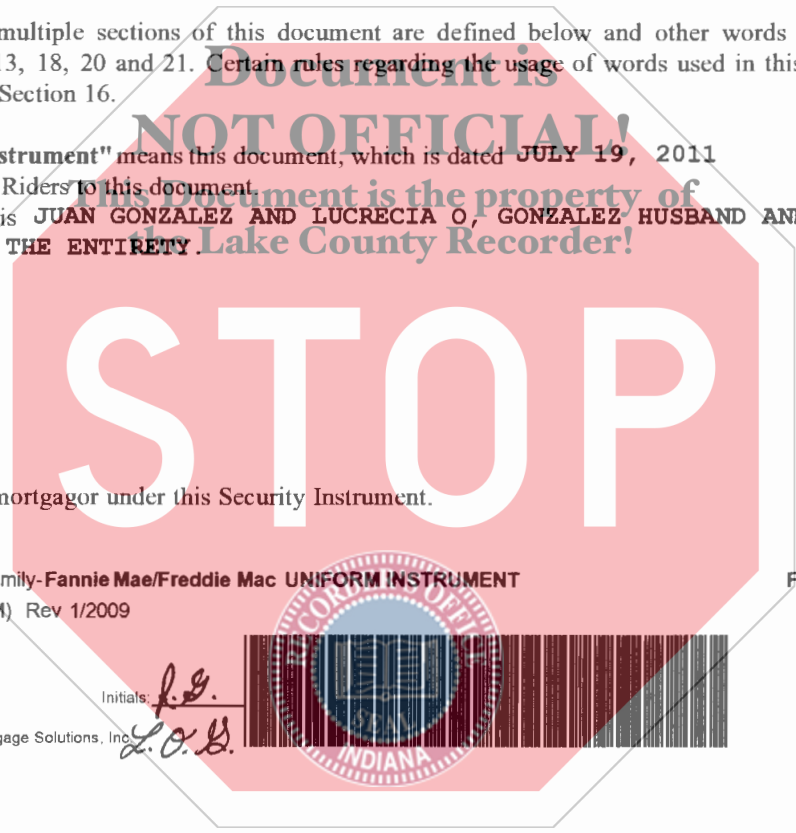 multiple sections of this document are defined below and other words
13, 18, 20 and 21. Certain rules regarding the usage of words used in this
Section 16.
Document is
NOT OFFICIAL!
This Document is the property of
the Lake County Recorder!
strument" means this document, which is dated JULY 19, 2011
Riders to this document.
is JUAN GONZALEZ AND LUCRECIA O, GONZALEZ HUSBAND AN
THE ENTIRETY.
STOP
mortgagor under this Security Instrument.
mily-Fannie Mae/Freddie Mac UNIFORM INSTRUMENT F
M) Rev 1/2009
RECORDER'S OFFICE
SEAL
INDIANA
Initials: J.G.
gage Solutions, Inc. L.O.G.